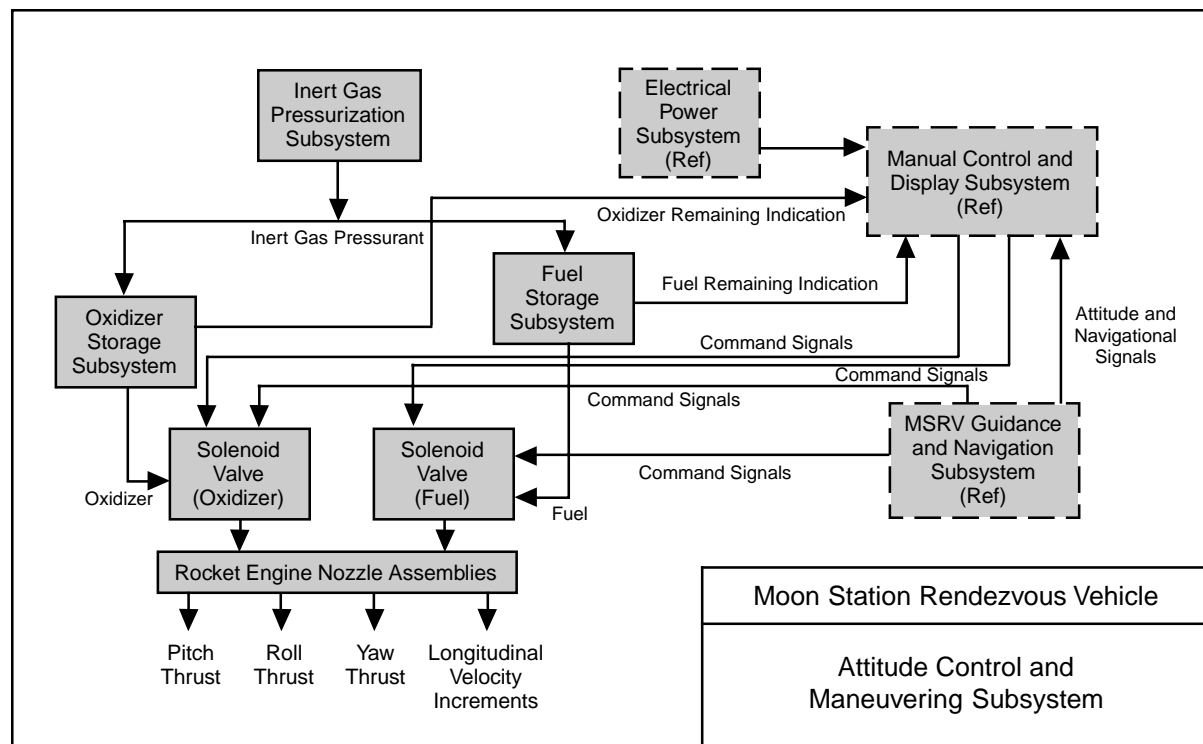 Inert Gas
Pressurization
Subsystem
Electrical
Power
Subsystem
(Ref)
Manual Control and
Display Subsystem
(Ref)
Oxidizer Remaining Indication
Inert Gas Pressurant
Fuel
Storage
Subsystem
Fuel Remaining Indication
Oxidizer
Storage
Subsystem
Attitude and
Navigational
Signals
Command Signals
Command Signals
Command Signals
MSRV Guidance
and Navigation
Subsystem
(Ref)
Solenoid
Valve
(Oxidizer)
Solenoid
Valve
(Fuel)
Command Signals
Oxidizer
Fuel
Rocket Engine Nozzle Assemblies
Pitch
Thrust
Roll
Thrust
Yaw
Thrust
Longitudinal
Velocity
Increments
Moon Station Rendezvous Vehicle
Attitude Control and
Maneuvering Subsystem